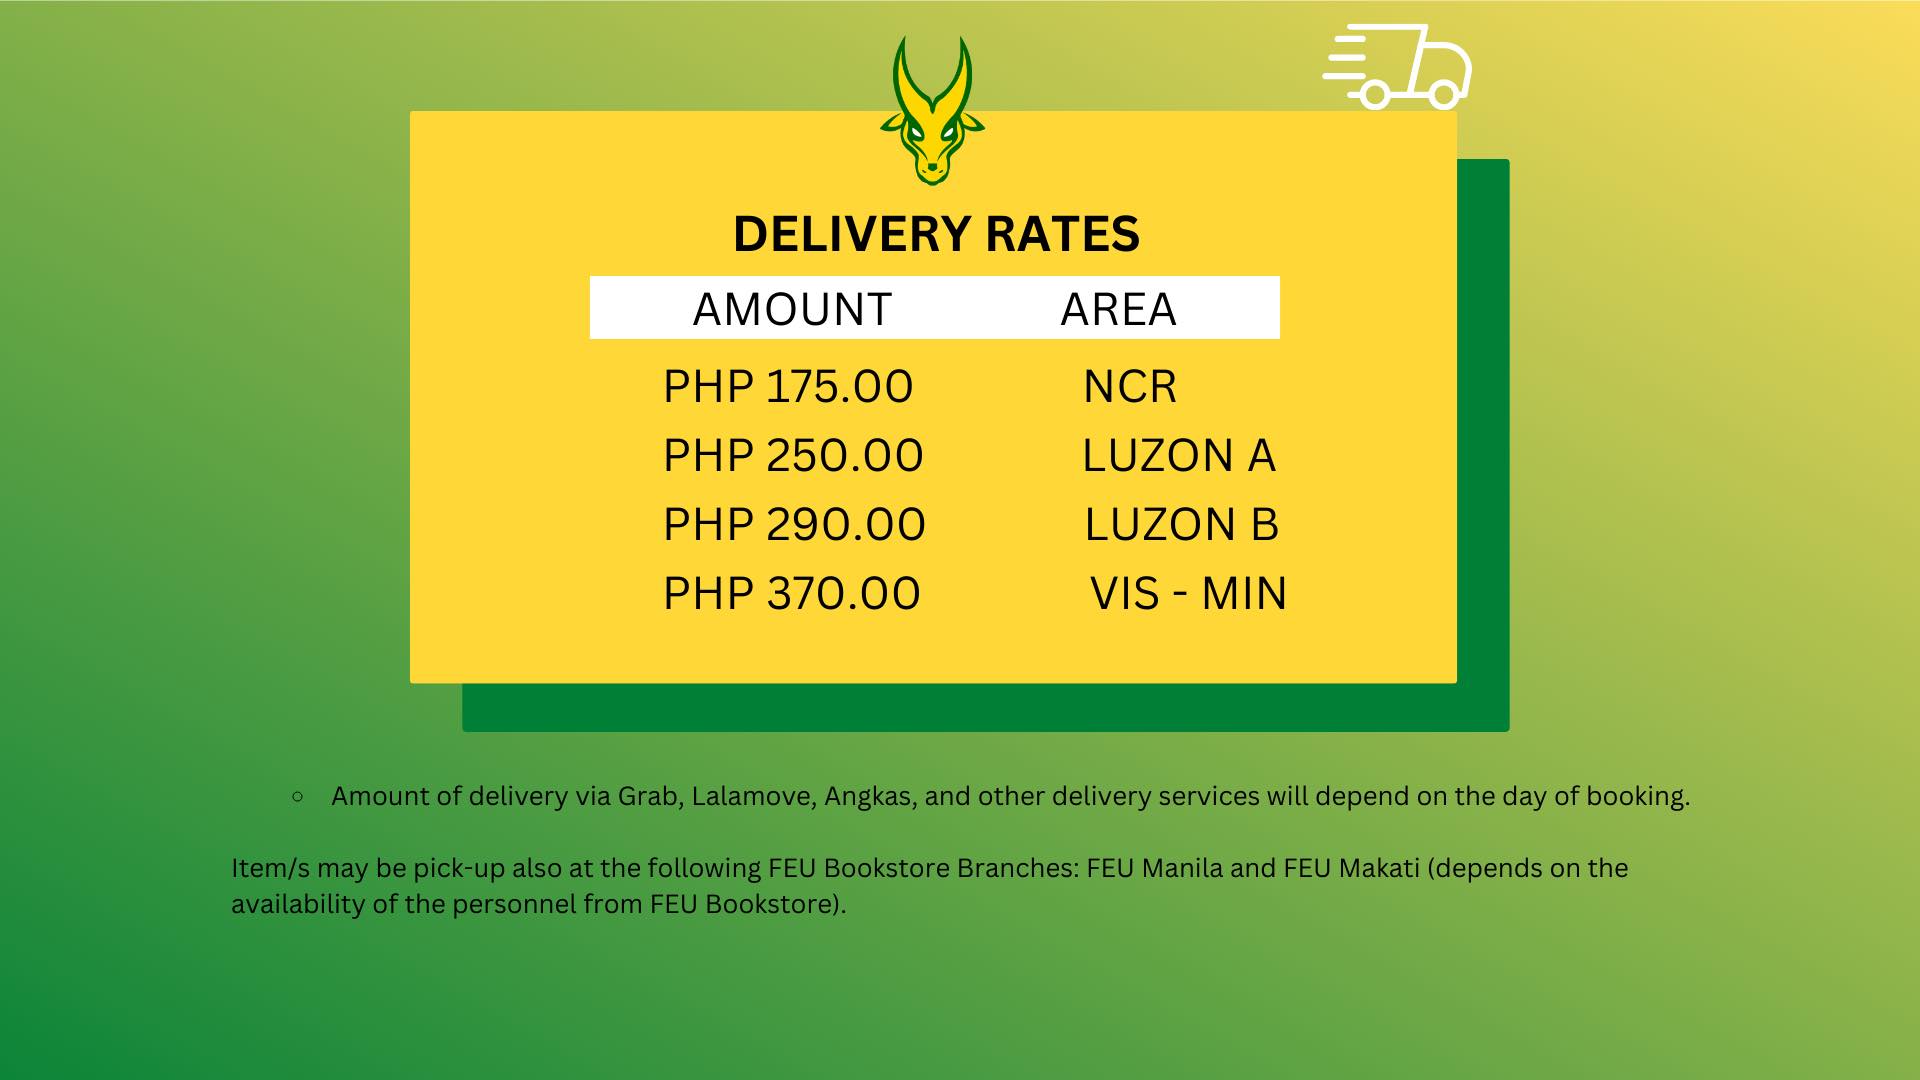 DELIVERY RATES
AMOUNT AREA
PHP 175.00 NCR
PHP 250.00 LUZON A
PHP 290.00 LUZON B
PHP 370.00 VIS - MIN
Amount of delivery via Grab, Lalamove, Angkas, and other delivery services will depend on the day of booking.
Item/s may be pick-up also at the following FEU Bookstore Branches: FEU Manila and FEU Makati (depends on the
availability of the personnel from FEU Bookstore).